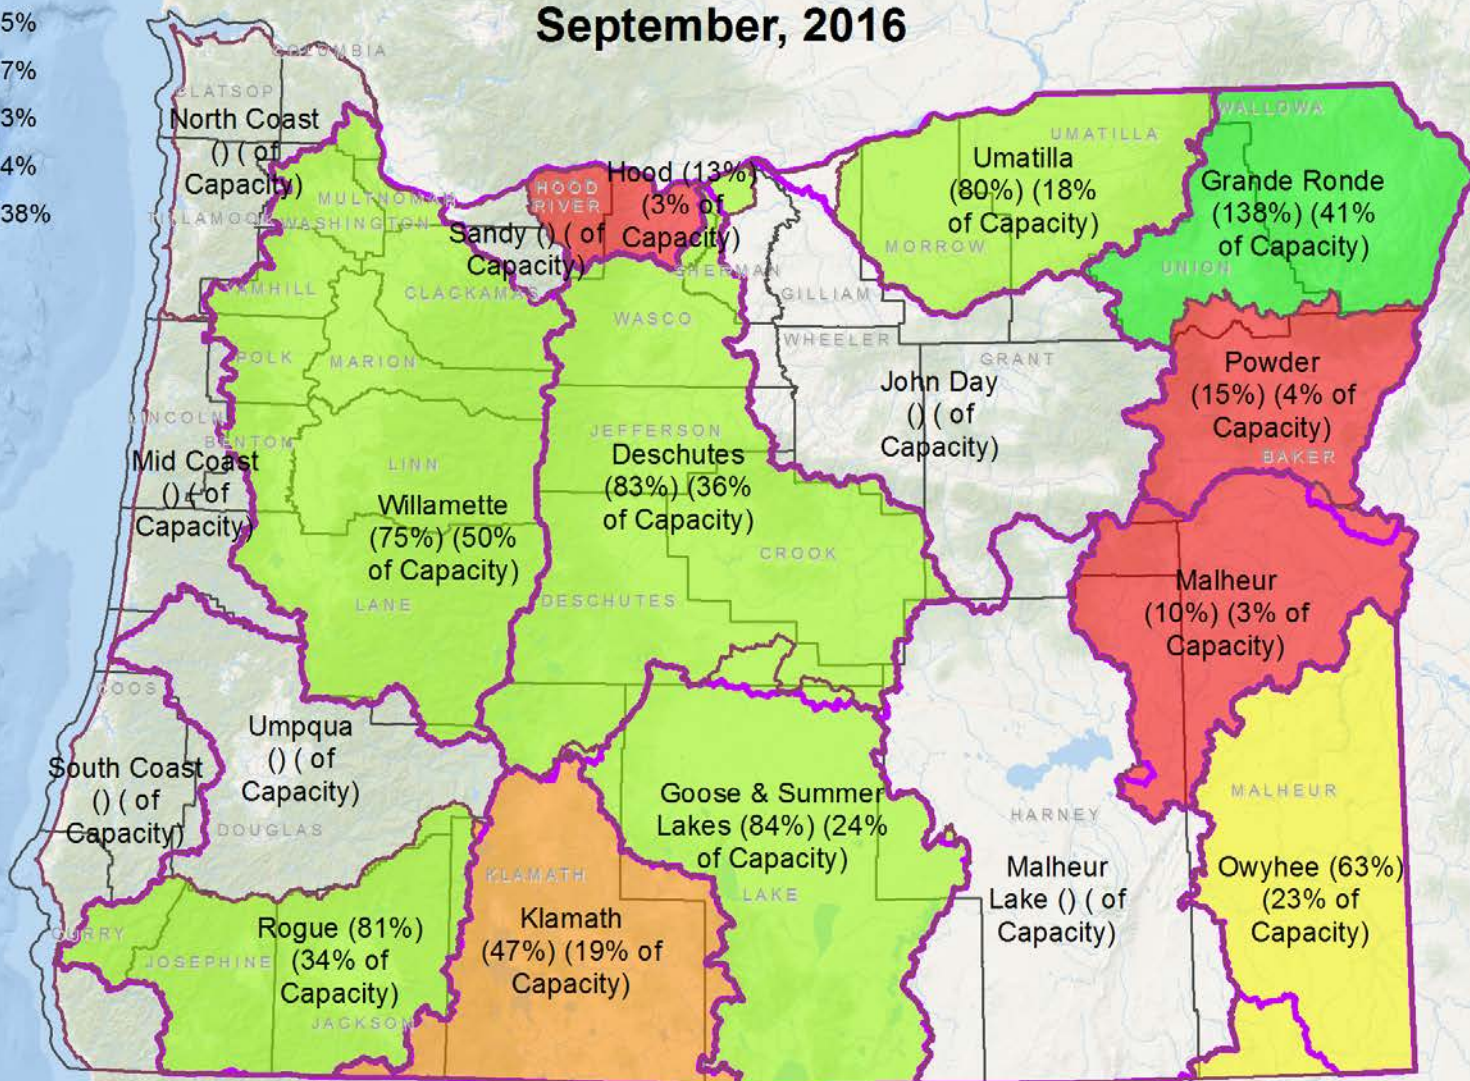 September, 2016
5%
7%
3%
4%
38%
COLUMBIA
CLATSOP
North Coast
() ( of
Capacity)
TILLAMOOK
MULTNOMAH
WASHINGTON
HOOD
RIVER
Hood (13%)
(3% of
Capacity)
Sandy () ( of
Capacity)
SHERMAN
UMATILLA
Umatilla
(80%) (18%
of Capacity)
MORROW
WALLOWA
Grande Ronde
(138%) (41%
of Capacity)
UNION
YAMHILL
CLACKAMAS
WASCO
GILLIAM
WHEELER
GRANT
POLK
MARION
John Day
() ( of
Capacity)
Powder
(15%) (4% of
Capacity)
BAKER
LINCOLN
BENTON
LINN
JEFFERSON
Mid Coast
() ( of
Capacity)
Deschutes
(83%) (36%
of Capacity)
Willamette
(75%) (50%
of Capacity)
CROOK
LANE
DESCHUTES
Malheur
(10%) (3% of
Capacity)
COOS
Umpqua
() ( of
Capacity)
South Coast
() ( of
Capacity)
DOUGLAS
Goose & Summer
Lakes (84%) (24%
of Capacity)
HARNEY
MALHEUR
KLAMATH
LAKE
Malheur
Lake () ( of
Capacity)
Owyhee (63%)
(23% of
Capacity)
CURRY
JOSEPHINE
Rogue (81%)
(34% of
Capacity)
JACKSON
Klamath
(47%) (19% of
Capacity)